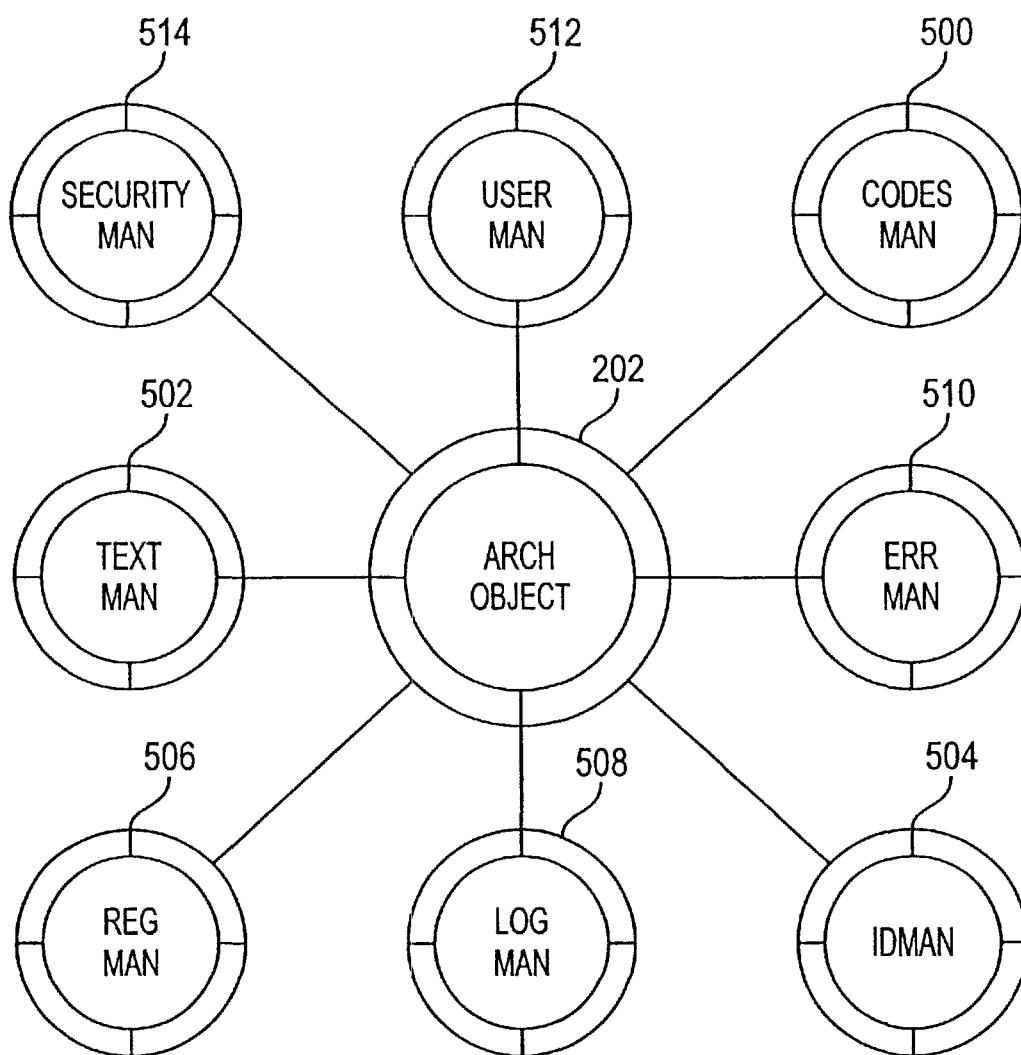 514
512
500
SECURITY
MAN
USER
MAN
CODES
MAN
502
202
510
TEXT
MAN
ARCH
OBJECT
ERR
MAN
506
508
504
REG
MAN
LOG
MAN
IDMAN